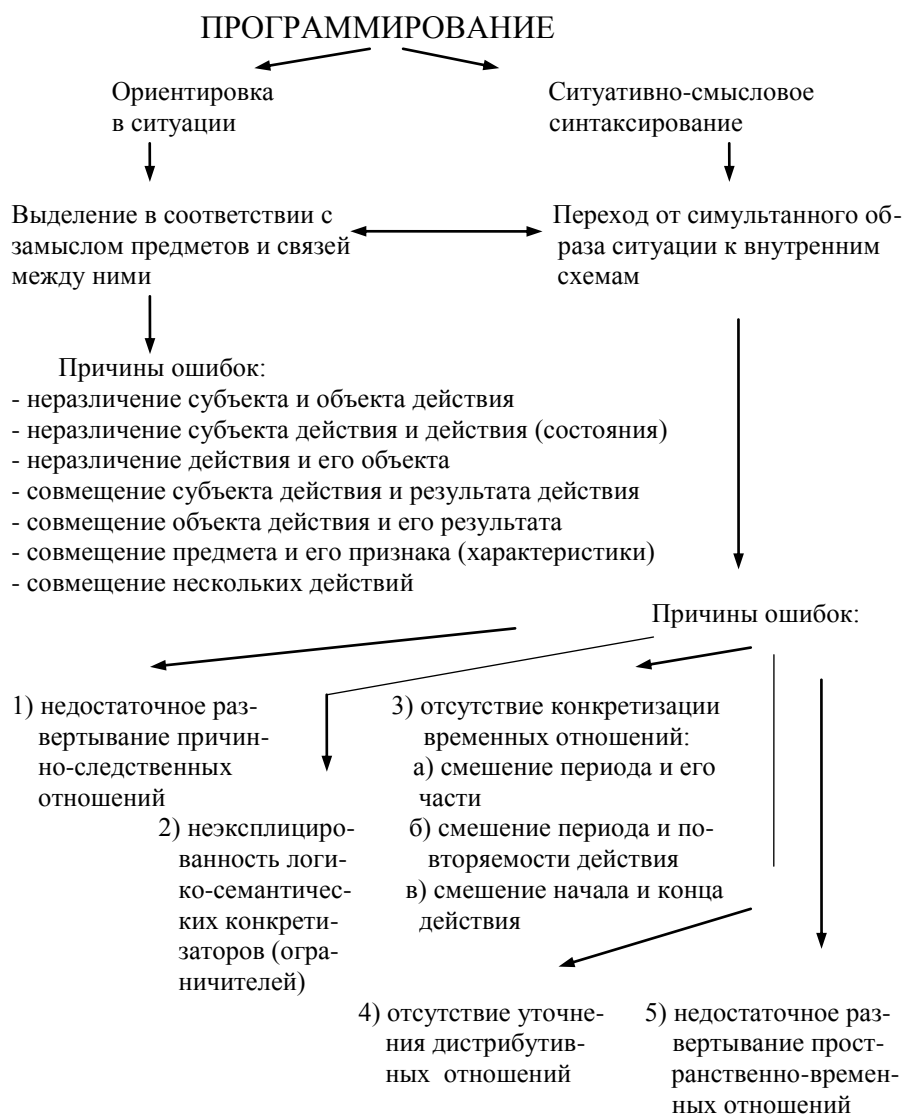 ПРОГРАММИРОВАНИЕ
Ориентировка
в ситуации
Ситуативно-смысловое
синтаксирование
Выделение в соответствии с
замыслом предметов и связей
между ними
Переход от симультанного об-
раза ситуации к внутренним
схемам
Причины ошибок:
- неразличение субъекта и объекта действия
- неразличение субъекта действия и действия (состояния)
- неразличение действия и его объекта
- совмещение субъекта действия и результата действия
- совмещение объекта действия и его результата
- совмещение предмета и его признака (характеристики)
- совмещение нескольких действий
Причины ошибок:
1) недостаточное раз-
вертывание причин-
но-следственных
отношений
2) неэксплициро-
ванность логи-
ко-семантичес-
ких конкрети-
заторов (огра-
ничителей)
3) отсутствие конкретизации
временных отношений:
а) смешение периода и его
части
б) смешение периода и по-
вторяемости действия
в) смешение начала и конца
действия
4) отсутствие уточне-
ния дистрибутив-
ных отношений
5) недостаточное раз-
вертывание прост-
ранственно-времен-
ных отношений